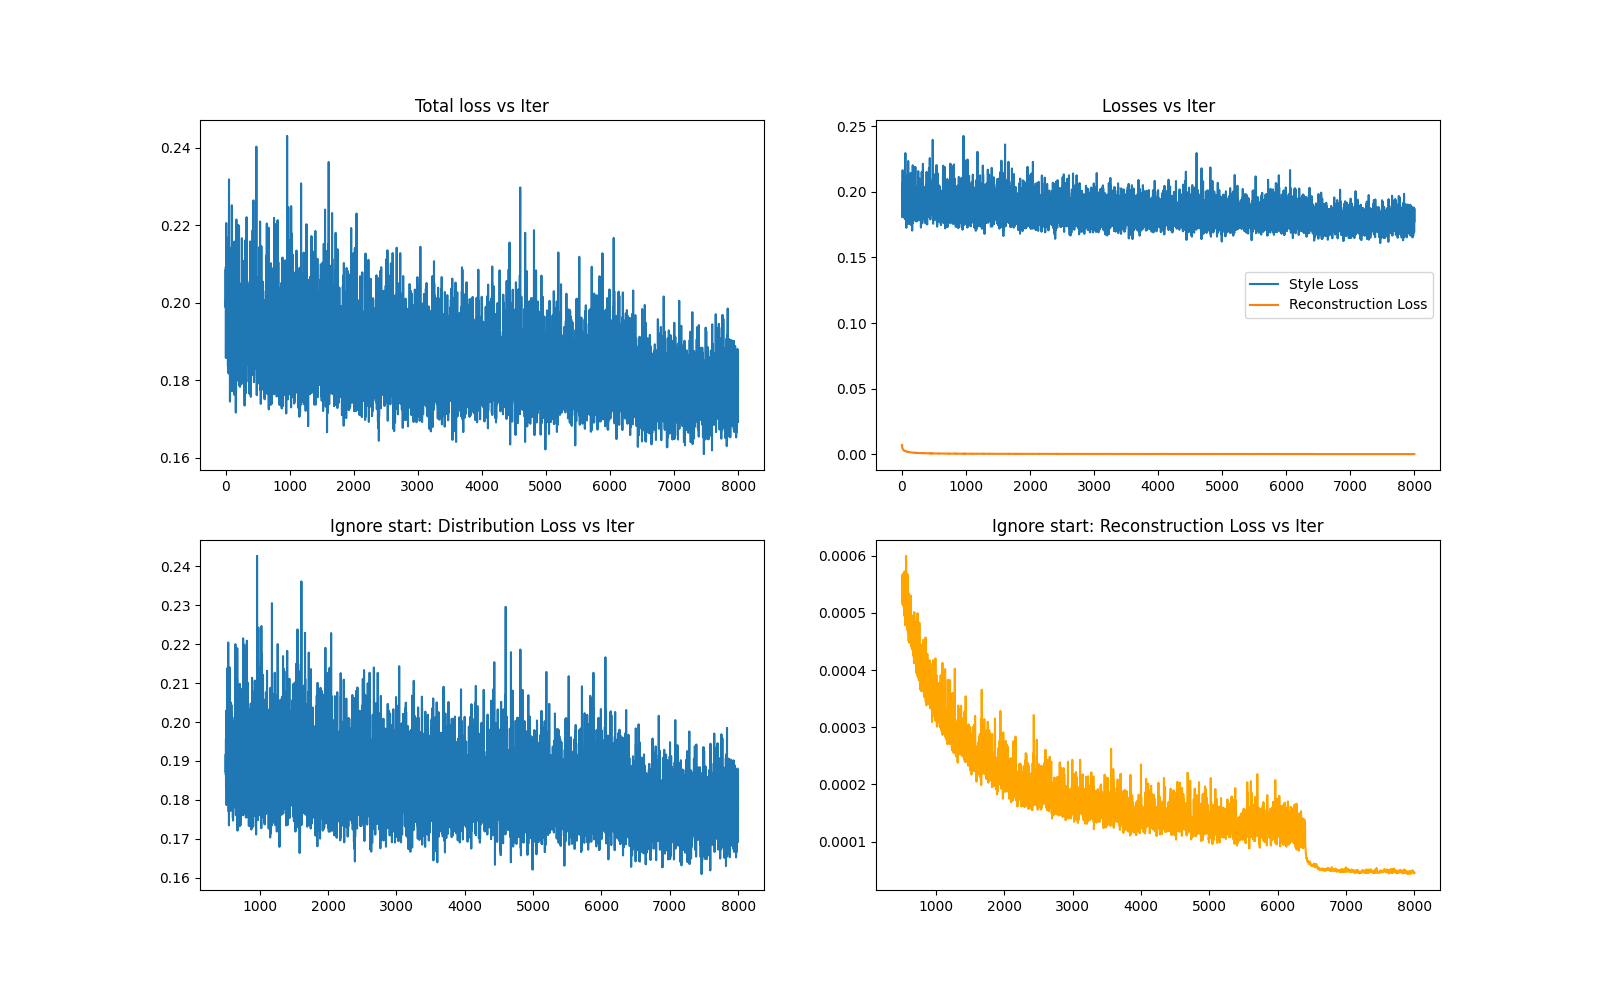 Total loss vs Iter
0.24
0.22
0.20
0.18
0.16
0 1000 2000 3000 4000 5000 6000 7000 8000
Losses vs Iter
0.25
0.20
0.15
0.10
0.05
0.00
Style Loss
Reconstruction Loss
0 1000 2000 3000 4000 5000 6000 7000 8000
Ignore start: Distribution Loss vs Iter
0.24
0.23
0.22
0.21
0.20
0.19
0.18
0.17
0.16
1000 2000 3000 4000 5000 6000 7000 8000
Ignore start: Reconstruction Loss vs Iter
0.0006
0.0005
0.0004
0.0003
0.0002
0.0001
1000 2000 3000 4000 5000 6000 7000 8000